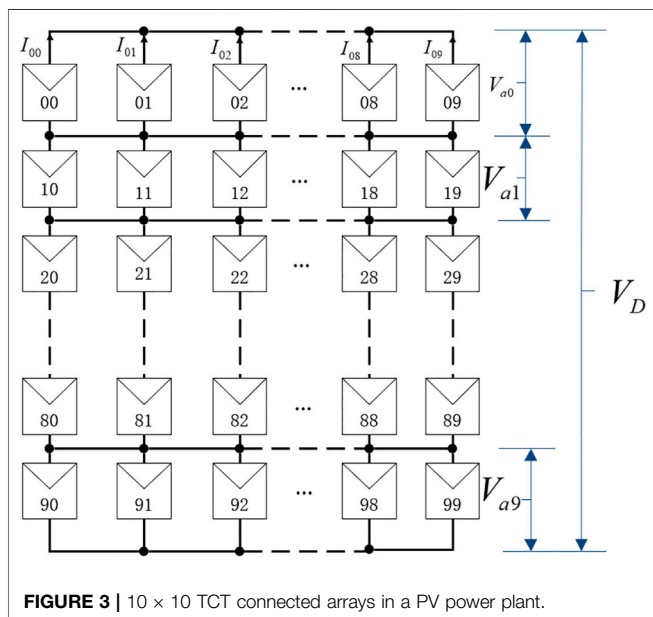 I00 I01 I02 I08 I09
00 01 02 ... 08 09
Va0
10 11 12 ... 18 19
Va1
20 21 22 ... 28 29
VD
80 81 82 ... 88 89
90 91 92 ... 98 99
Va9
FIGURE 3 | 10 × 10 TCT connected arrays in a PV power plant.